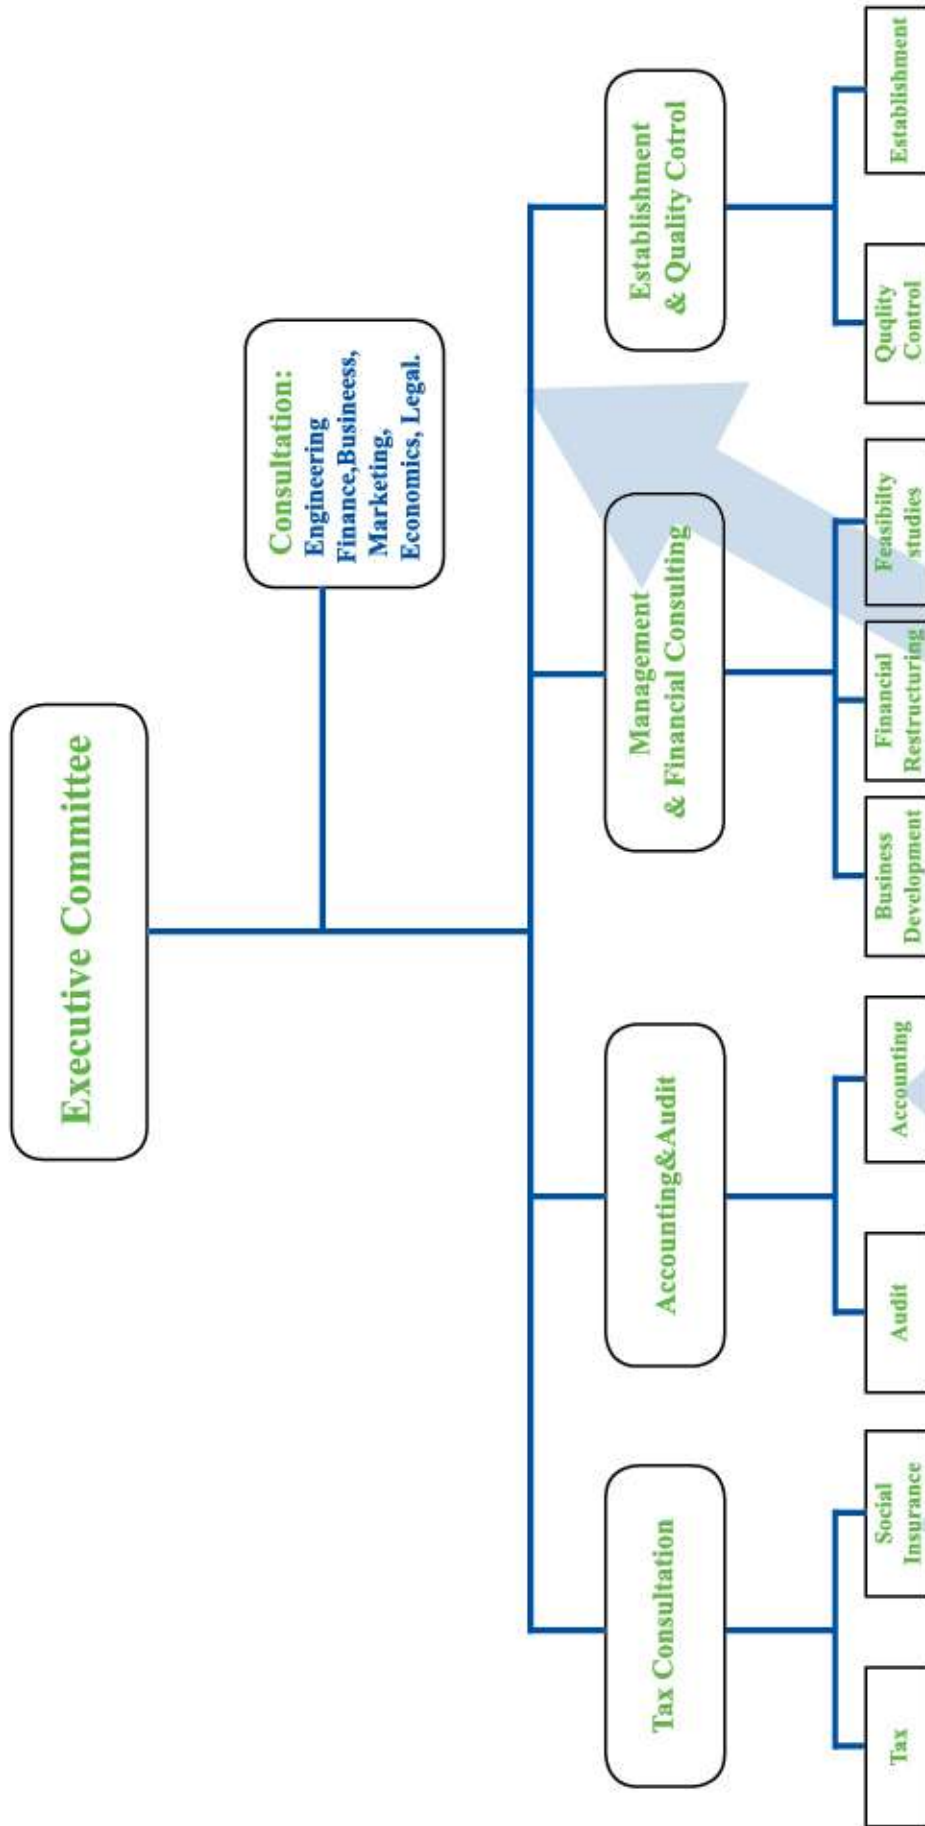 Executive Committee
Consultation:
Engineering
Finance,Busineess,
Marketing,
Economics, Legal.
Tax Consultation
Accounting&Audit
Management
& Financial Consulting
Establishment
& Quality Cotrol
Tax
Social
Insurance
Audit
Accounting
Business
Development
Financial
Restructuring
Feasibilty
studies
Quqlity
Control
Establishment